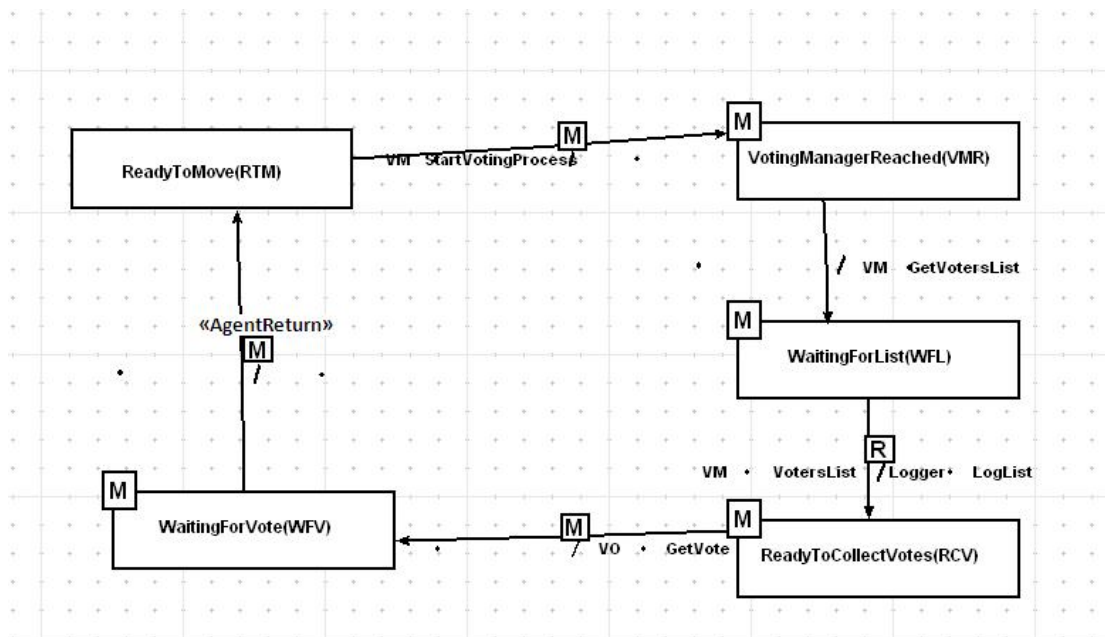 M
M
ReadyToMove(RTM)
VM StartVotingProcess / .
VotingManagerReached(VMR)
. / VM . GetVotersList
«AgentReturn»
M
M
. / .
WaitingForList(WFL)
R
VM . VotersList / Logger . LogList
M
M
M
WaitingForVote(WFV)
. / VO . GetVote
ReadyToCollectVotes(RCV)